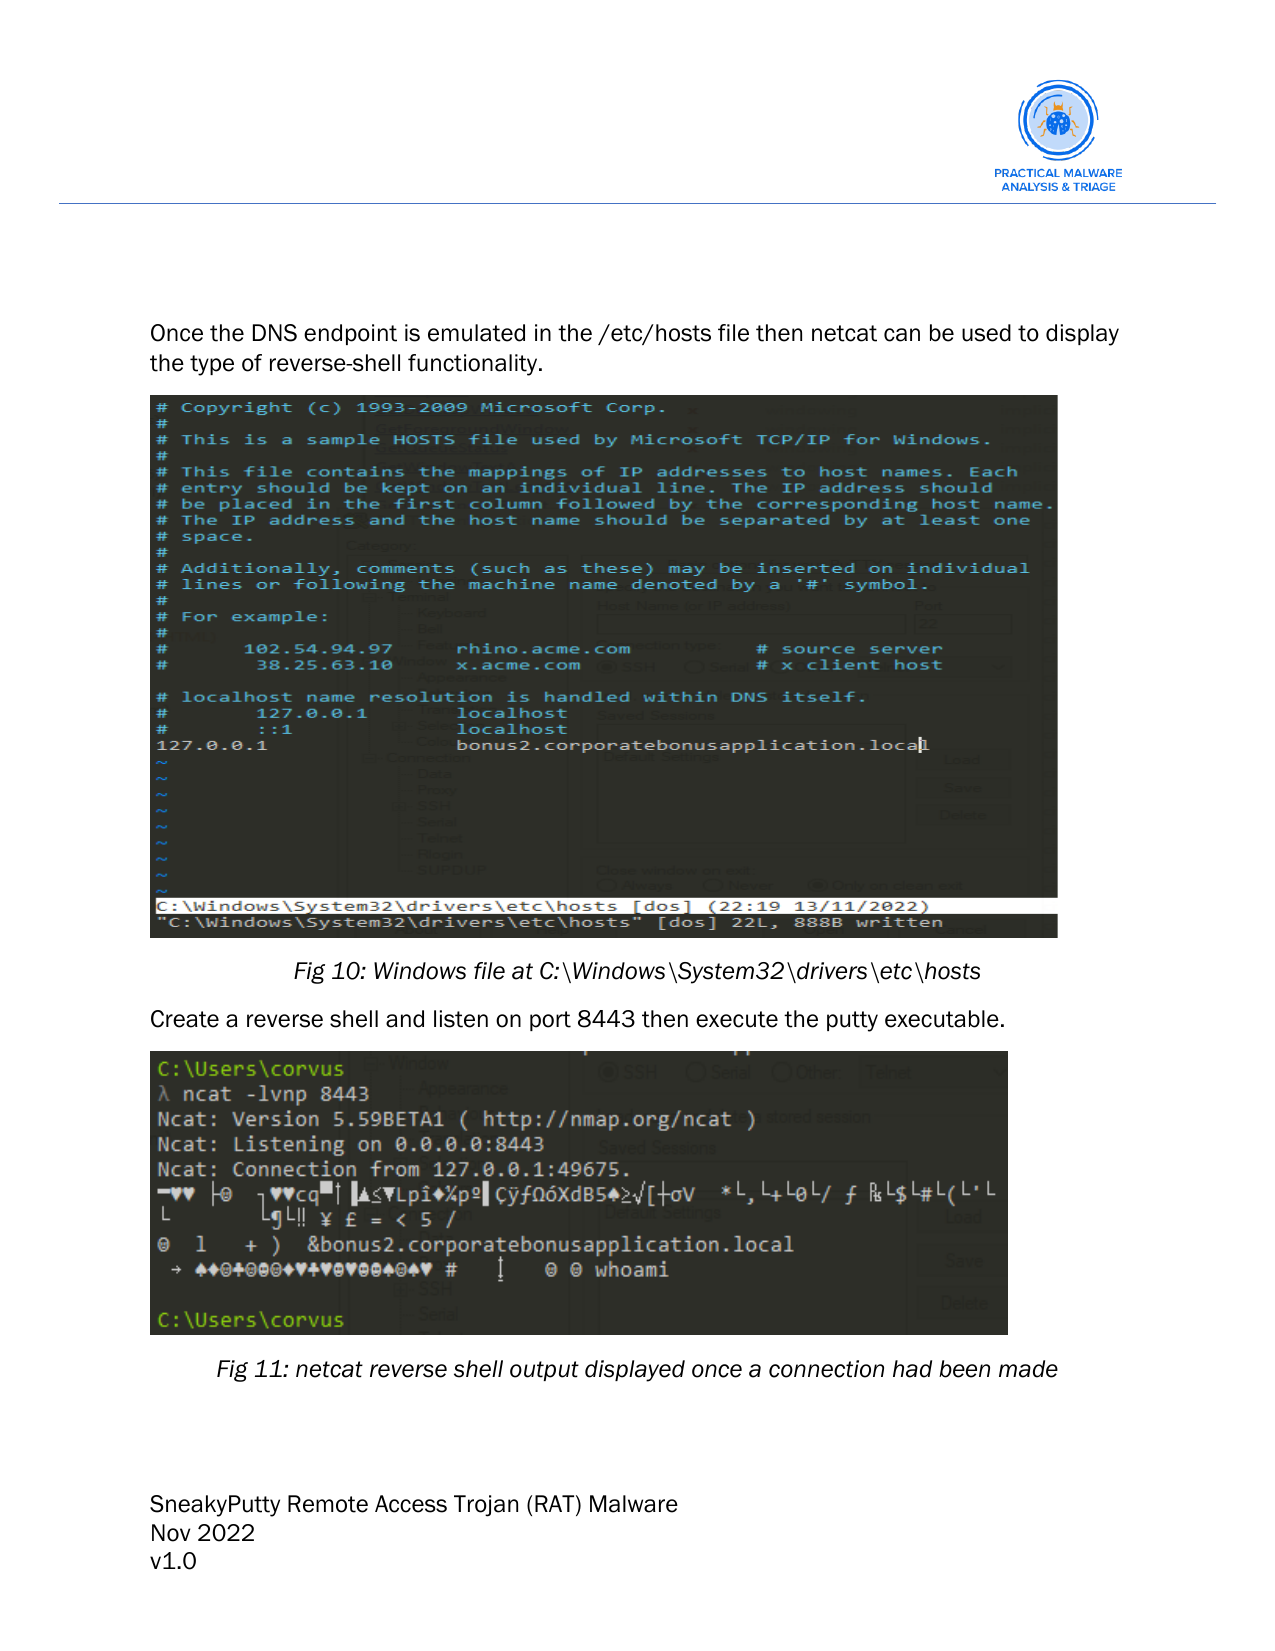 PRACTICAL MALWARE
ANALYSIS & TRIAGE
Once the DNS endpoint is emulated in the /etc/hosts file then netcat can be used to display
the type of reverse-shell functionality.
# Copyright (c) 1993-2009 Microsoft Corp.
#
# This is a sample HOSTS file used by Microsoft TCP/IP for Windows.
#
# This file contains the mappings of IP addresses to host names. Each
# entry should be kept on an individual line. The IP address should
# be placed in the first column followed by the corresponding host name.
# The IP address and the host name should be separated by at least one
# space.
#
# Additionally, comments (such as these) may be inserted on individual
# lines or following the machine name denoted by a '#' symbol.
#
# For example:
#
#      102.54.94.97     rhino.acme.com          # source server
#       38.25.63.10     x.acme.com              # x client host

# localhost name resolution is handled within DNS itself.
#       127.0.0.1       localhost
#       ::1             localhost
127.0.0.1               bonus2.corporatebonusapplication.local
~
~
~
~
~
~
~
~
~
C:\Windows\System32\drivers\etc\hosts [dos] (22:19 13/11/2022)
"C:\Windows\System32\drivers\etc\hosts" [dos] 22L, 888B written
Fig 10: Windows file at C:\Windows\System32\drivers\etc\hosts
Create a reverse shell and listen on port 8443 then execute the putty executable.
C:\Users\corvus
λ ncat -lvnp 8443
Ncat: Version 5.59BETA1 ( http://nmap.org/ncat )
Ncat: Listening on 0.0.0.0:8443
Ncat: Connection from 127.0.0.1:49675.
&bonus2.corporatebonusapplication.local
whoami
C:\Users\corvus
Fig 11: netcat reverse shell output displayed once a connection had been made
SneakyPutty Remote Access Trojan (RAT) Malware
Nov 2022
v1.0